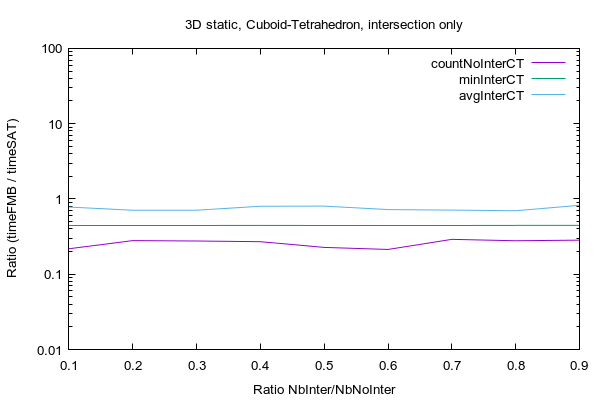 3D static, Cuboid-Tetrahedron, intersection only
countNoInterCT
minInterCT
avgInterCT
Ratio (timeFMB / timeSAT)
100
10
1
0.1
0.01
0.1 0.2 0.3 0.4 0.5 0.6 0.7 0.8 0.9
Ratio NbInter/NbNoInter